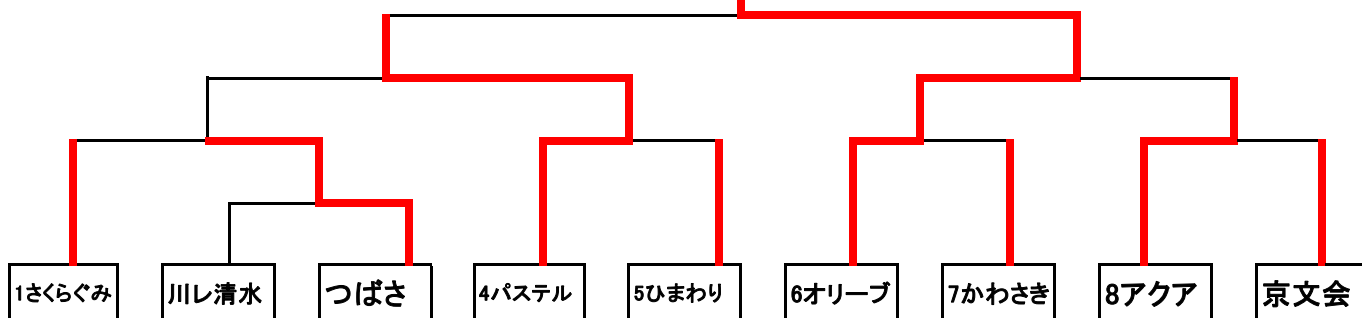 1さくらぐみ
川レ清水
つばさ
4パステル
5ひまわり
6オリーブ
7かわさき
8アクア
京文会